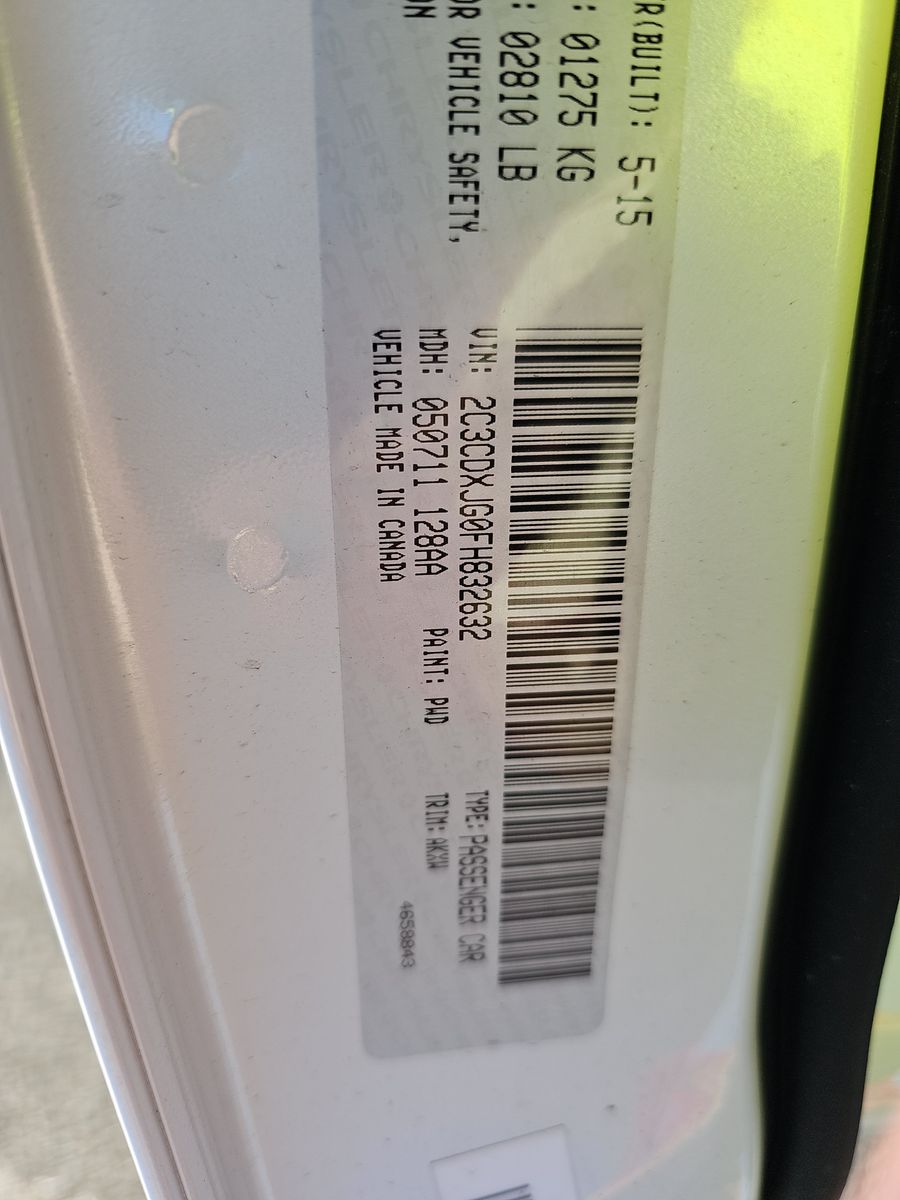 R(BUILT): 5-15
: 01275 KG
: 02810 LB
OR VEHICLE SAFETY,
ON
VIN: 2C3CDXJG0FH832632
TYPE: PASSENGER CAR
MDH: 050711 128AA
PAINT: PWD
TRIM: AKXW
VEHICLE MADE IN CANADA
4658843